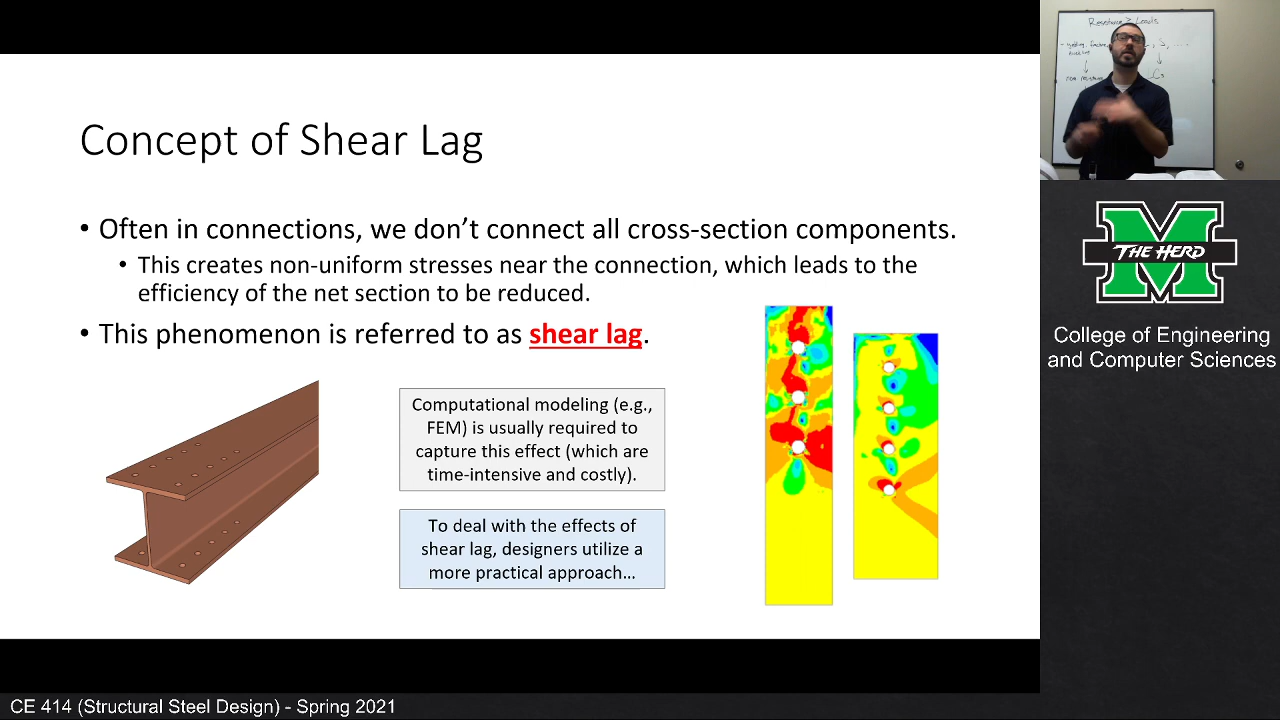 Concept of Shear Lag
• Often in connections, we don't connect all cross-section components.
• This creates non-uniform stresses near the connection, which leads to the
efficiency of the net section to be reduced.
• This phenomenon is referred to as shear lag.
Computational modeling (e.g.,
FEM) is usually required to
capture this effect (which are
time-intensive and costly).
To deal with the effects of
shear lag, designers utilize a
more practical approach…
Resistance ≥ Loads
THE HERD
College of Engineering
and Computer Sciences
CE 414 (Structural Steel Design) - Spring 2021